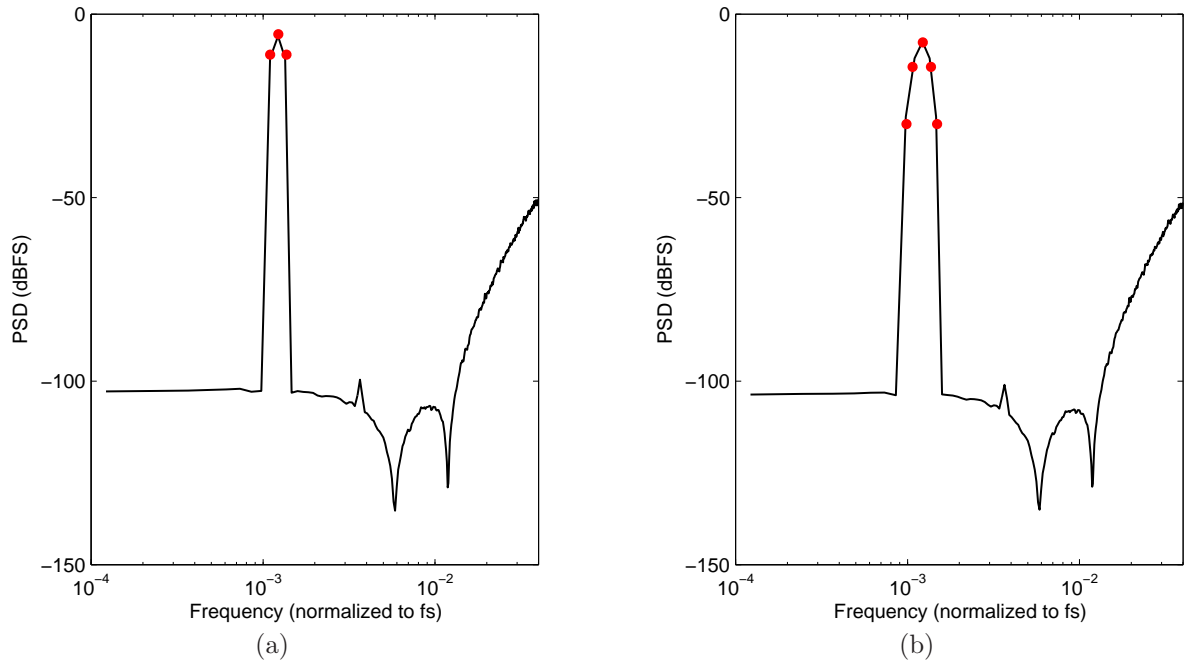 0
−50
−100
−150
PSD (dBFS)
10−4
10−3
10−2
Frequency (normalized to fs)
(a)
0
−50
−100
−150
PSD (dBFS)
10−4
10−3
10−2
Frequency (normalized to fs)
(b)